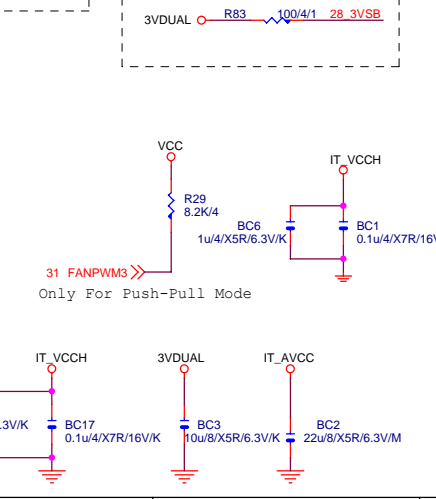 3VDUAL R83 100/4/1 28_3VSB
VCC
R29
8.2K/4
31 FANPWM3
Only For Push-Pull Mode
IT_VCCH
BC6
1u/4/X5R/6.3V/K
BC1
0.1u/4/X7R/16V
IT_VCCH
.3V/K
BC17
0.1u/4/X7R/16V/K
3VDUAL
BC3
10u/8/X5R/6.3V/K
IT_AVCC
BC2
22u/8/X5R/6.3V/M